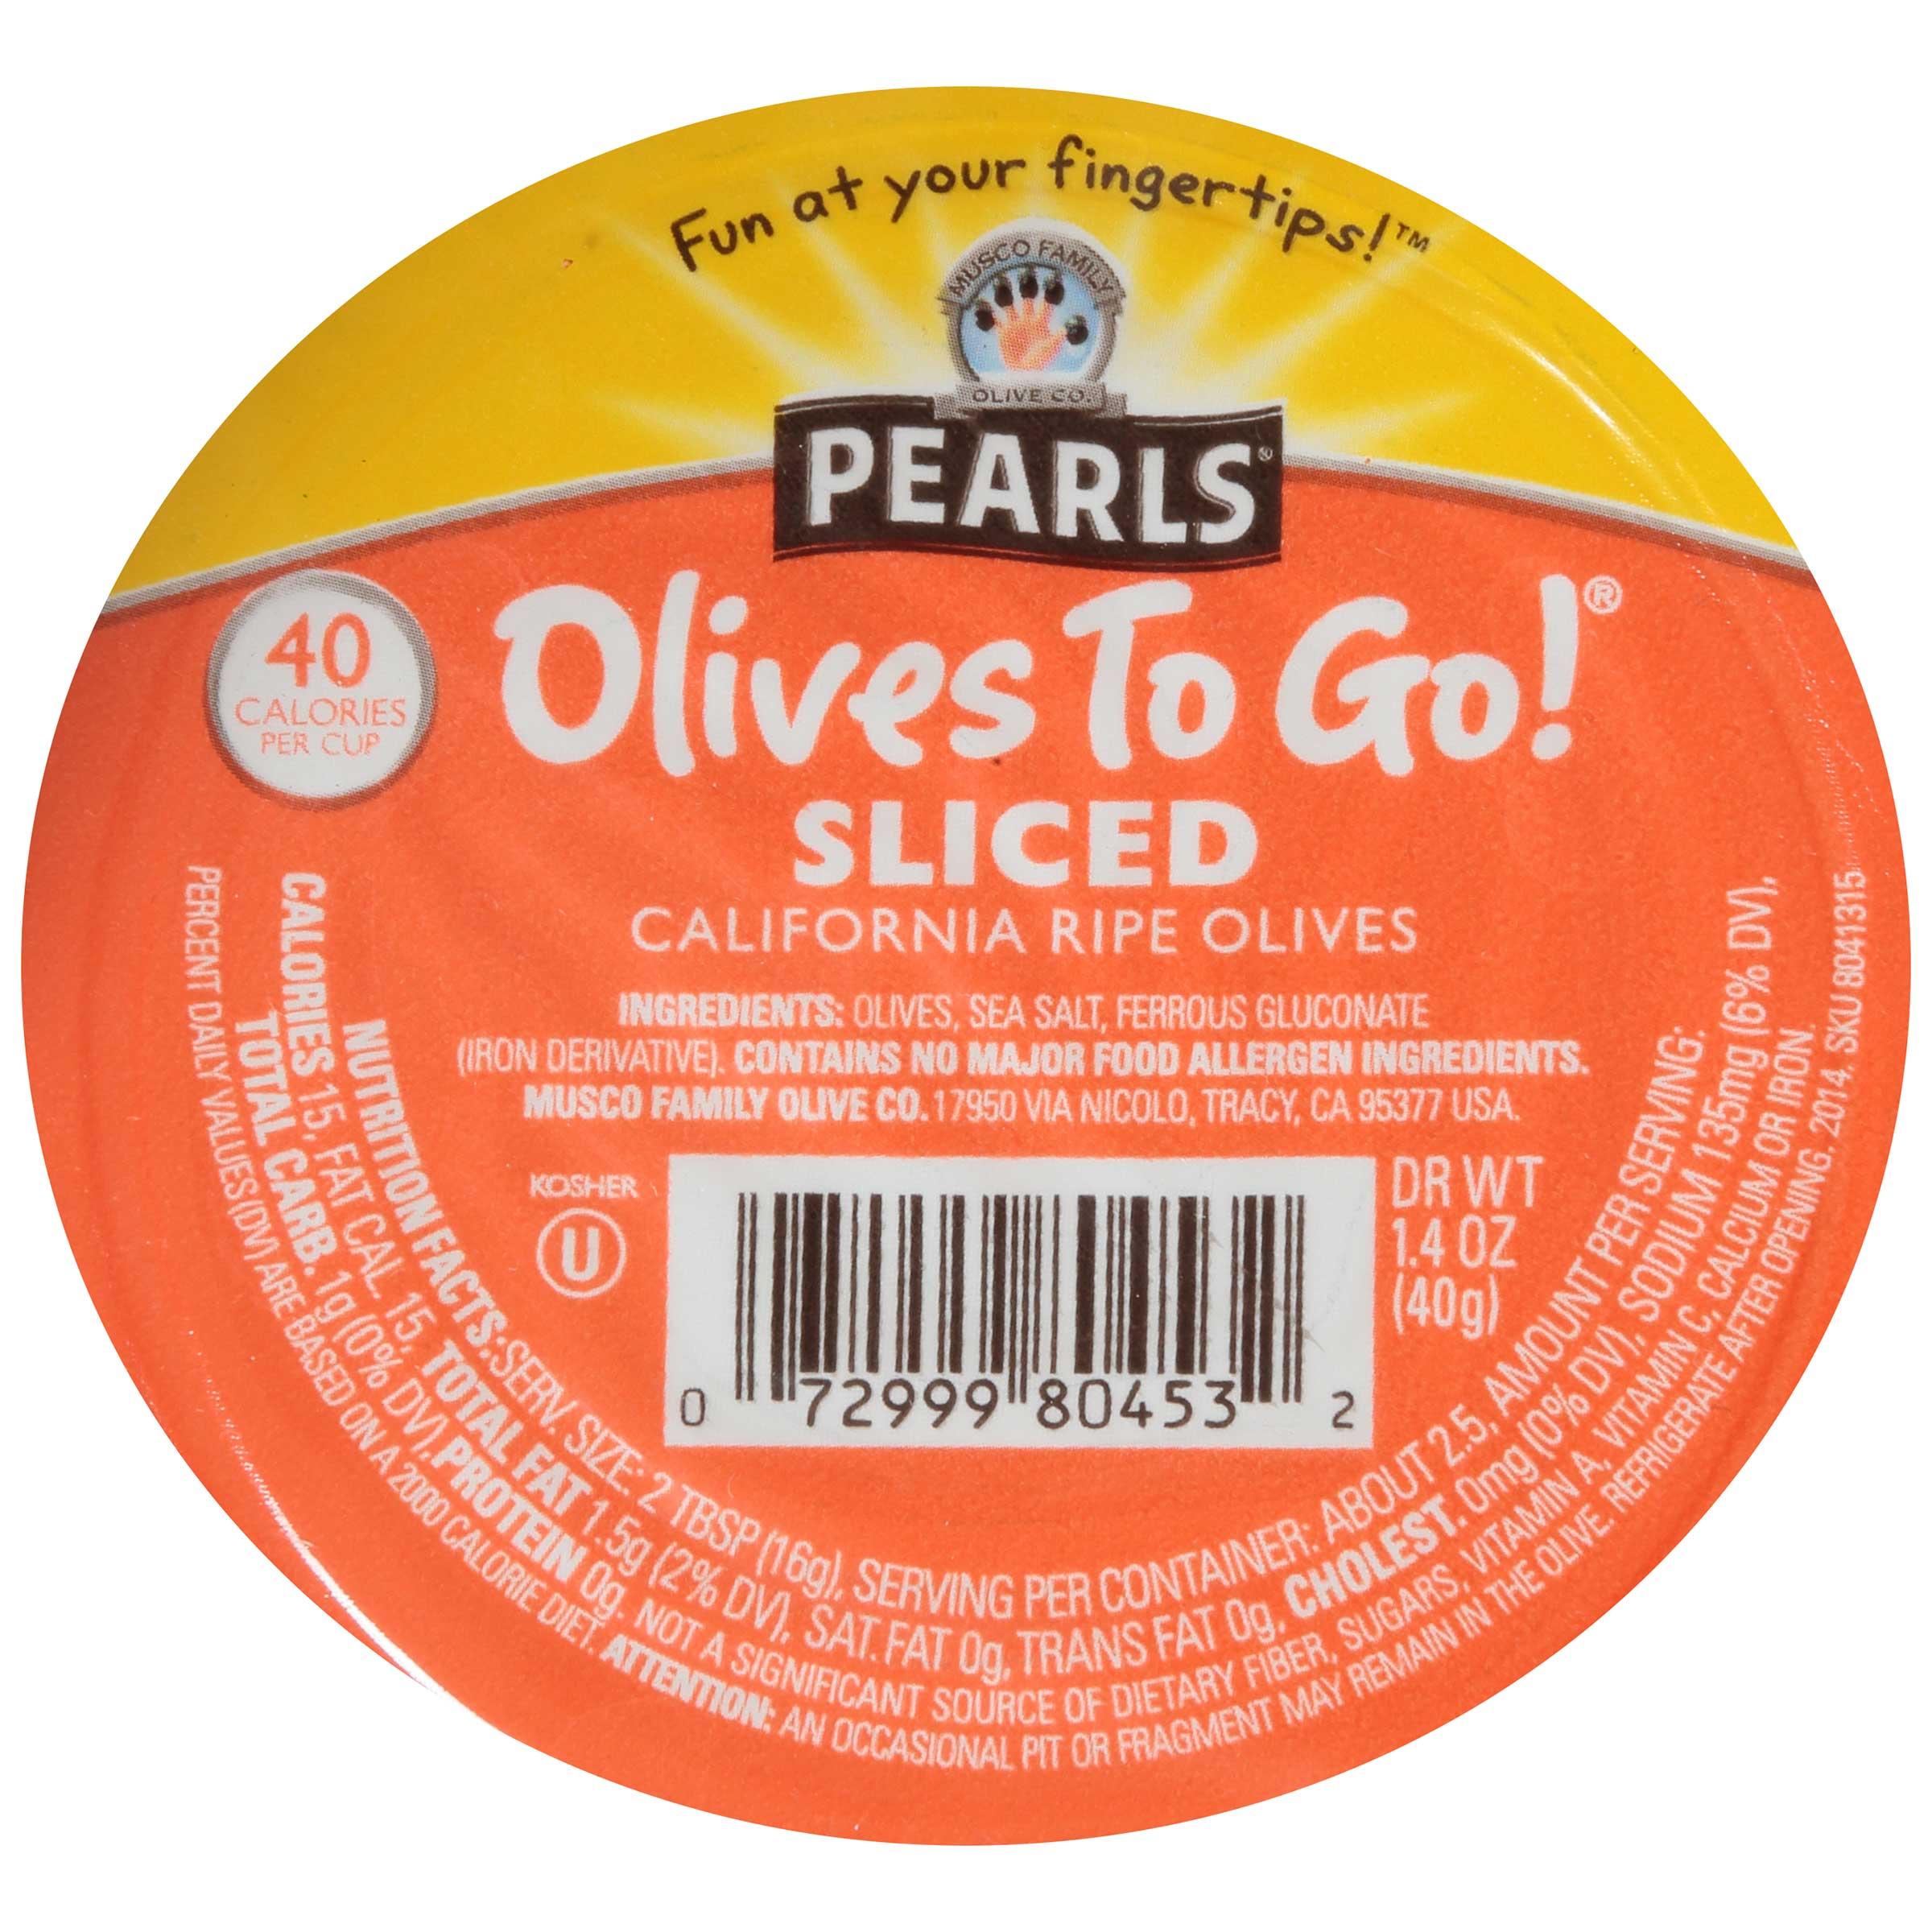 Fun at your fingertips!™
MUSCO FAMILY
OLIVE CO.
PEARLS®
40
CALORIES
PER CUP
Olives To Go!®
SLICED
CALIFORNIA RIPE OLIVES
INGREDIENTS: OLIVES, SEA SALT, FERROUS GLUCONATE
(IRON DERIVATIVE). CONTAINS NO MAJOR FOOD ALLERGEN INGREDIENTS.
MUSCO FAMILY OLIVE CO. 17950 VIA NICOLO, TRACY, CA 95377 USA.
KOSHER
U
DR WT
1.4 OZ
(40g)
0 72999 80453 2
NUTRITION FACTS: SERV. SIZE: 2 TBSP (16g), SERVING PER CONTAINER: ABOUT 2.5, AMOUNT PER SERVING:
CALORIES 15, FAT CAL. 15, TOTAL FAT 1.5g (2% DV), SAT. FAT 0g, TRANS FAT 0g, CHOLEST. 0mg (0% DV), SODIUM 135mg (6% DV),
TOTAL CARB. 1g (0% DV), PROTEIN 0g. NOT A SIGNIFICANT SOURCE OF DIETARY FIBER, SUGARS, VITAMIN A, VITAMIN C, CALCIUM OR IRON.
PERCENT DAILY VALUES (DV) ARE BASED ON A 2000 CALORIE DIET. ATTENTION: AN OCCASIONAL PIT OR FRAGMENT MAY REMAIN IN THE OLIVE. REFRIGERATE AFTER OPENING. 2014. SKU 8041315